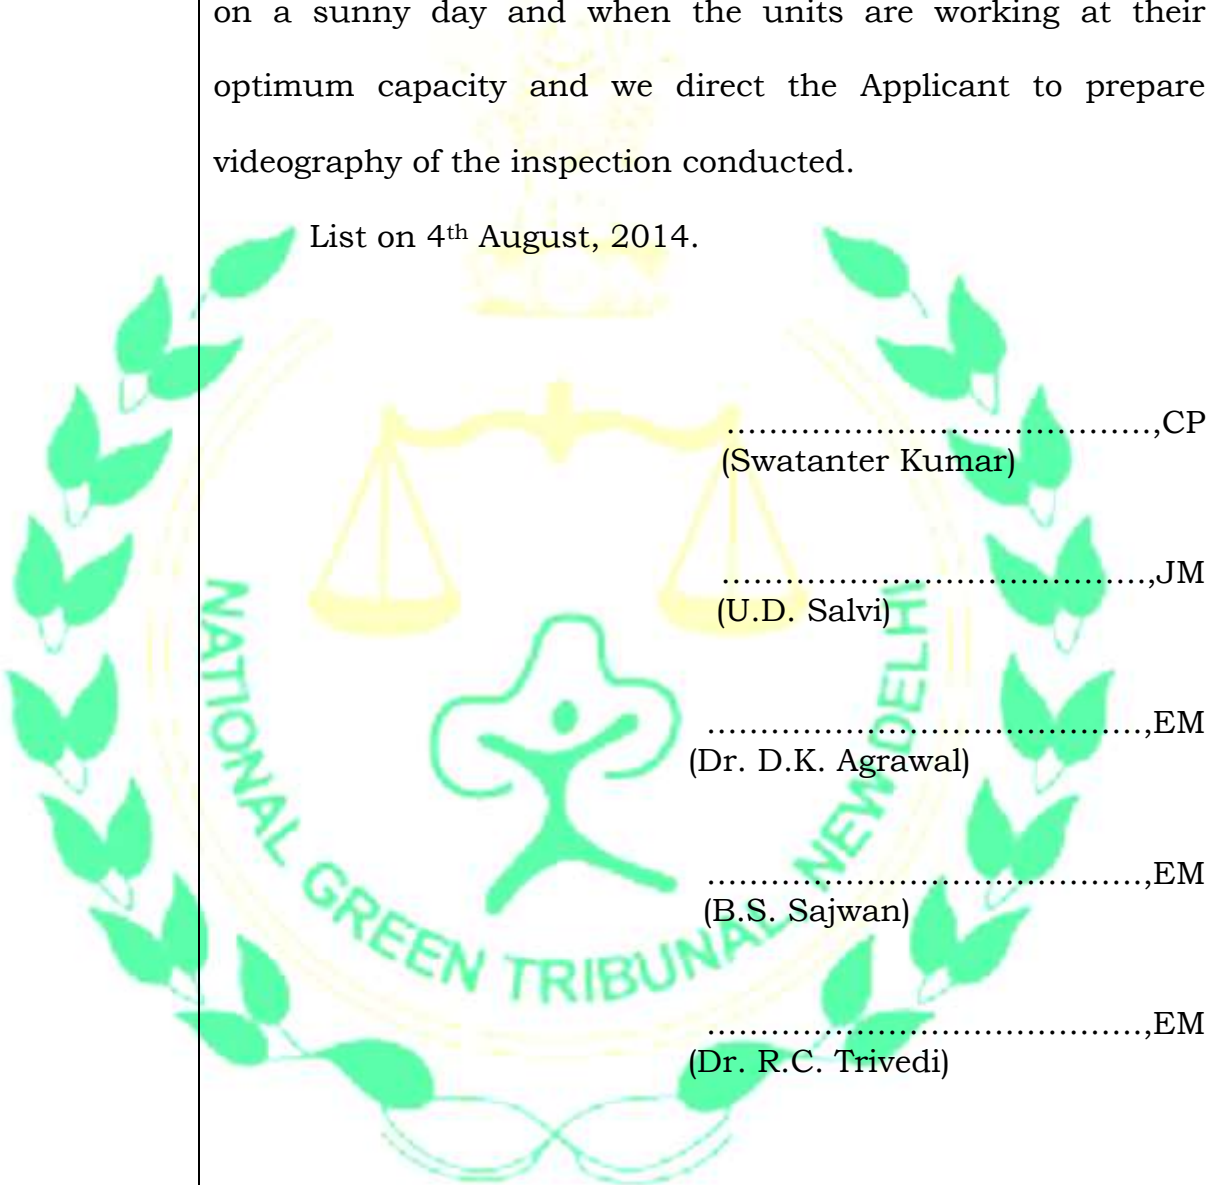 on a sunny day and when the units are working at their
optimum capacity and we direct the Applicant to prepare
videography of the inspection conducted.
List on 4th August, 2014.
……………………………………,CP
(Swatanter Kumar)
……………………………………,JM
(U.D. Salvi)
……………………………………,EM
(Dr. D.K. Agrawal)
……………………………………,EM
(B.S. Sajwan)
……………………………………,EM
(Dr. R.C. Trivedi)
NATIONAL GREEN TRIBUNAL NEW DELHI